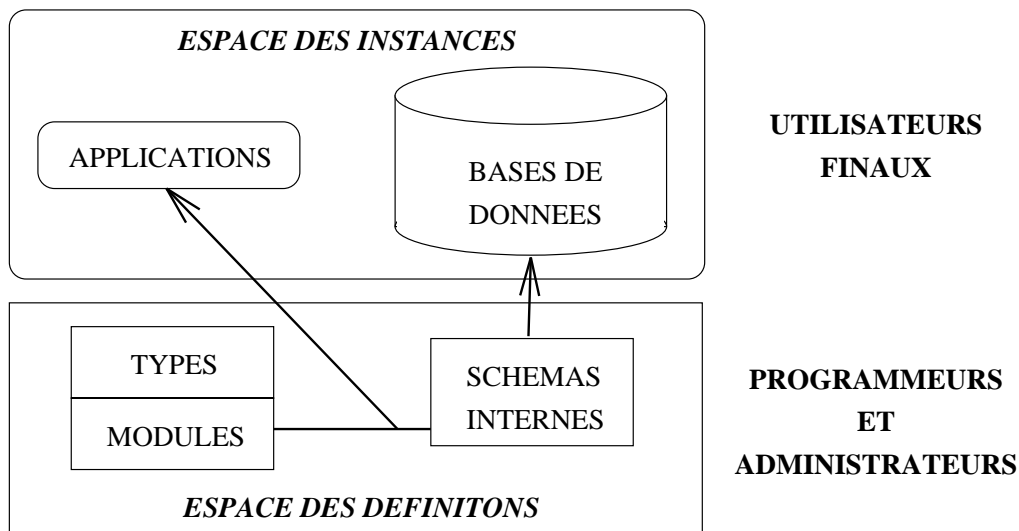 ESPACE DES INSTANCES
APPLICATIONS
BASES DE
DONNEES
UTILISATEURS
FINAUX
TYPES
MODULES
SCHEMAS
INTERNES
PROGRAMMEURS
ET
ADMINISTRATEURS
ESPACE DES DEFINITONS